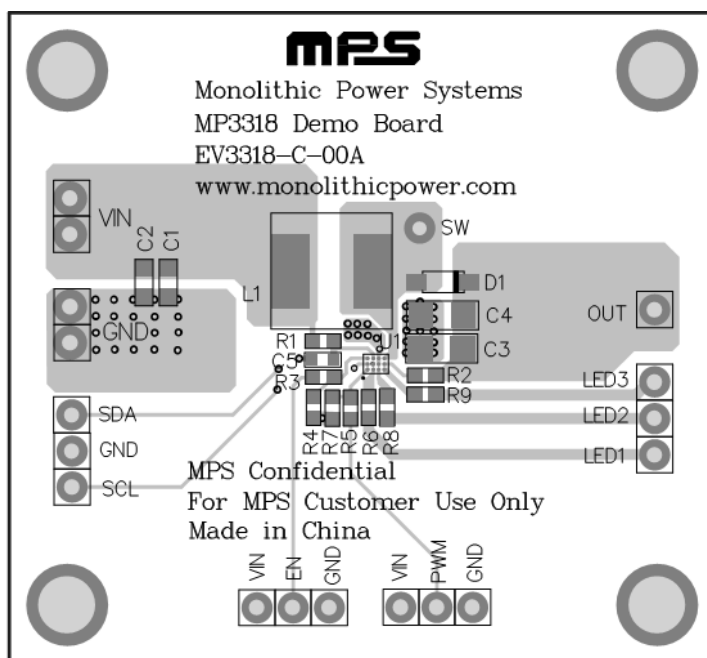 MPS
Monolithic Power Systems
MP3318 Demo Board
EV3318-C-00A
www.monolithicpower.com
VIN
C2
C1
SW
L1
D1
C4
OUT
GND
R1
U1
C3
C5
R3
R2
LED3
R9
SDA
LED2
R4
R7
R5
R6
R8
GND
LED1
MPS Confidential
SCL
For MPS Customer Use Only
Made in China
VIN
EN
GND
VIN
PWM
GND